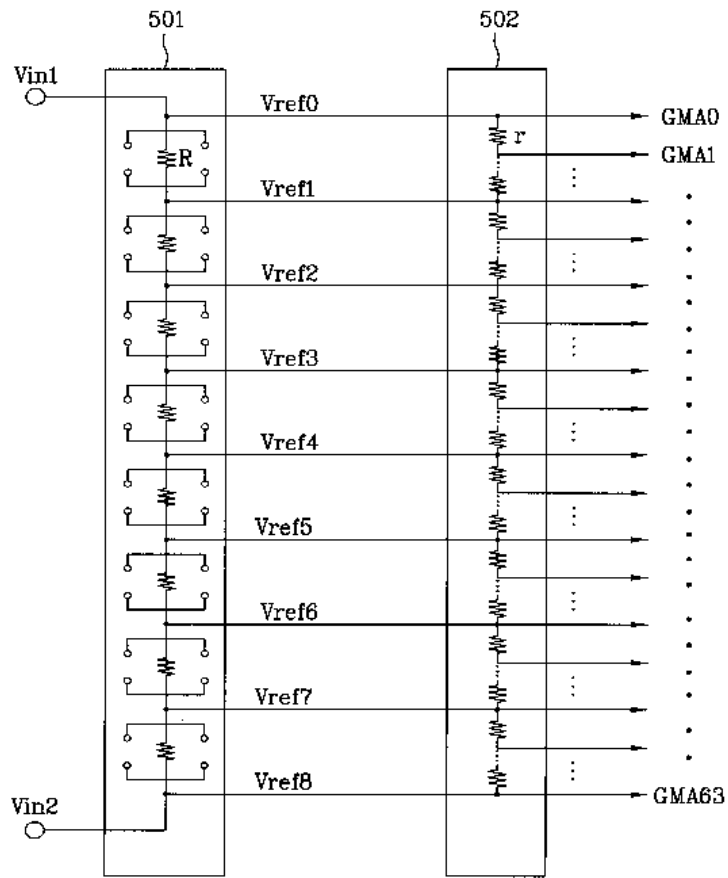 501
502
Vin1
Vref0
GMA0
R
r
GMA1
Vref1
Vref2
Vref3
Vref4
Vref5
Vref6
Vref7
Vref8
GMA63
Vin2